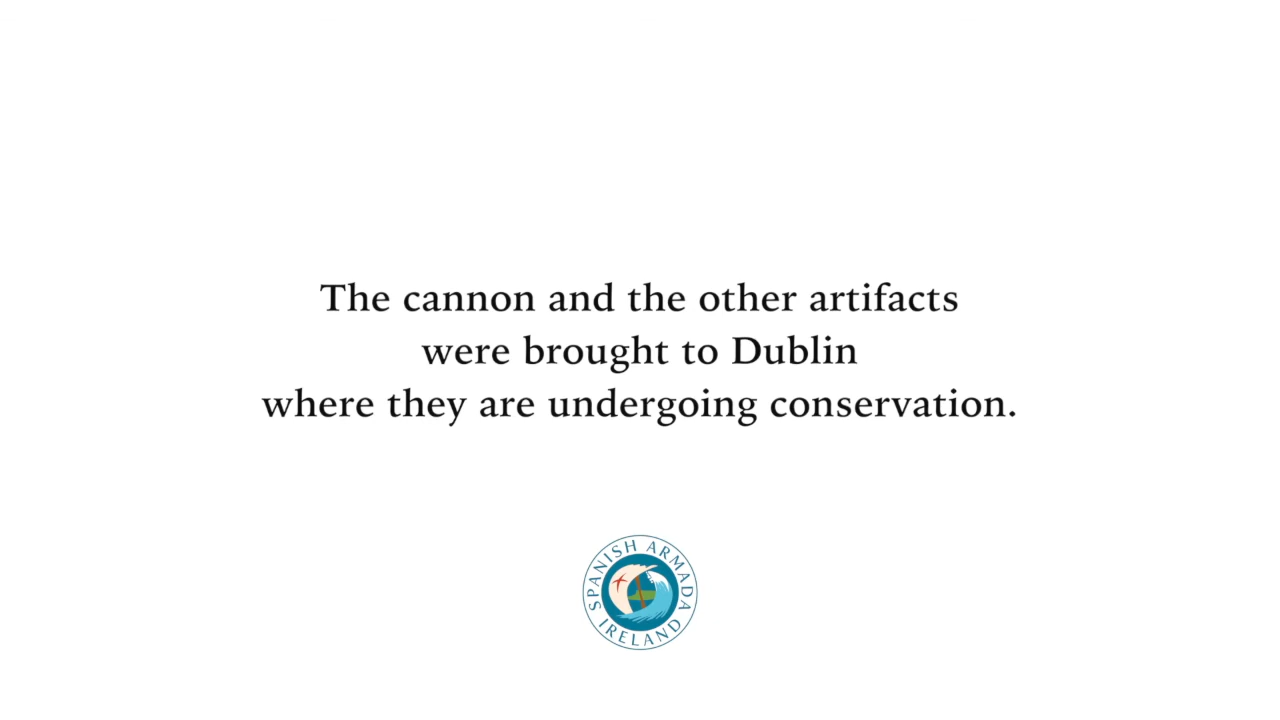 The cannon and the other artifacts
were brought to Dublin
where they are undergoing conservation.
SPANISH ARMADA
IRELAND